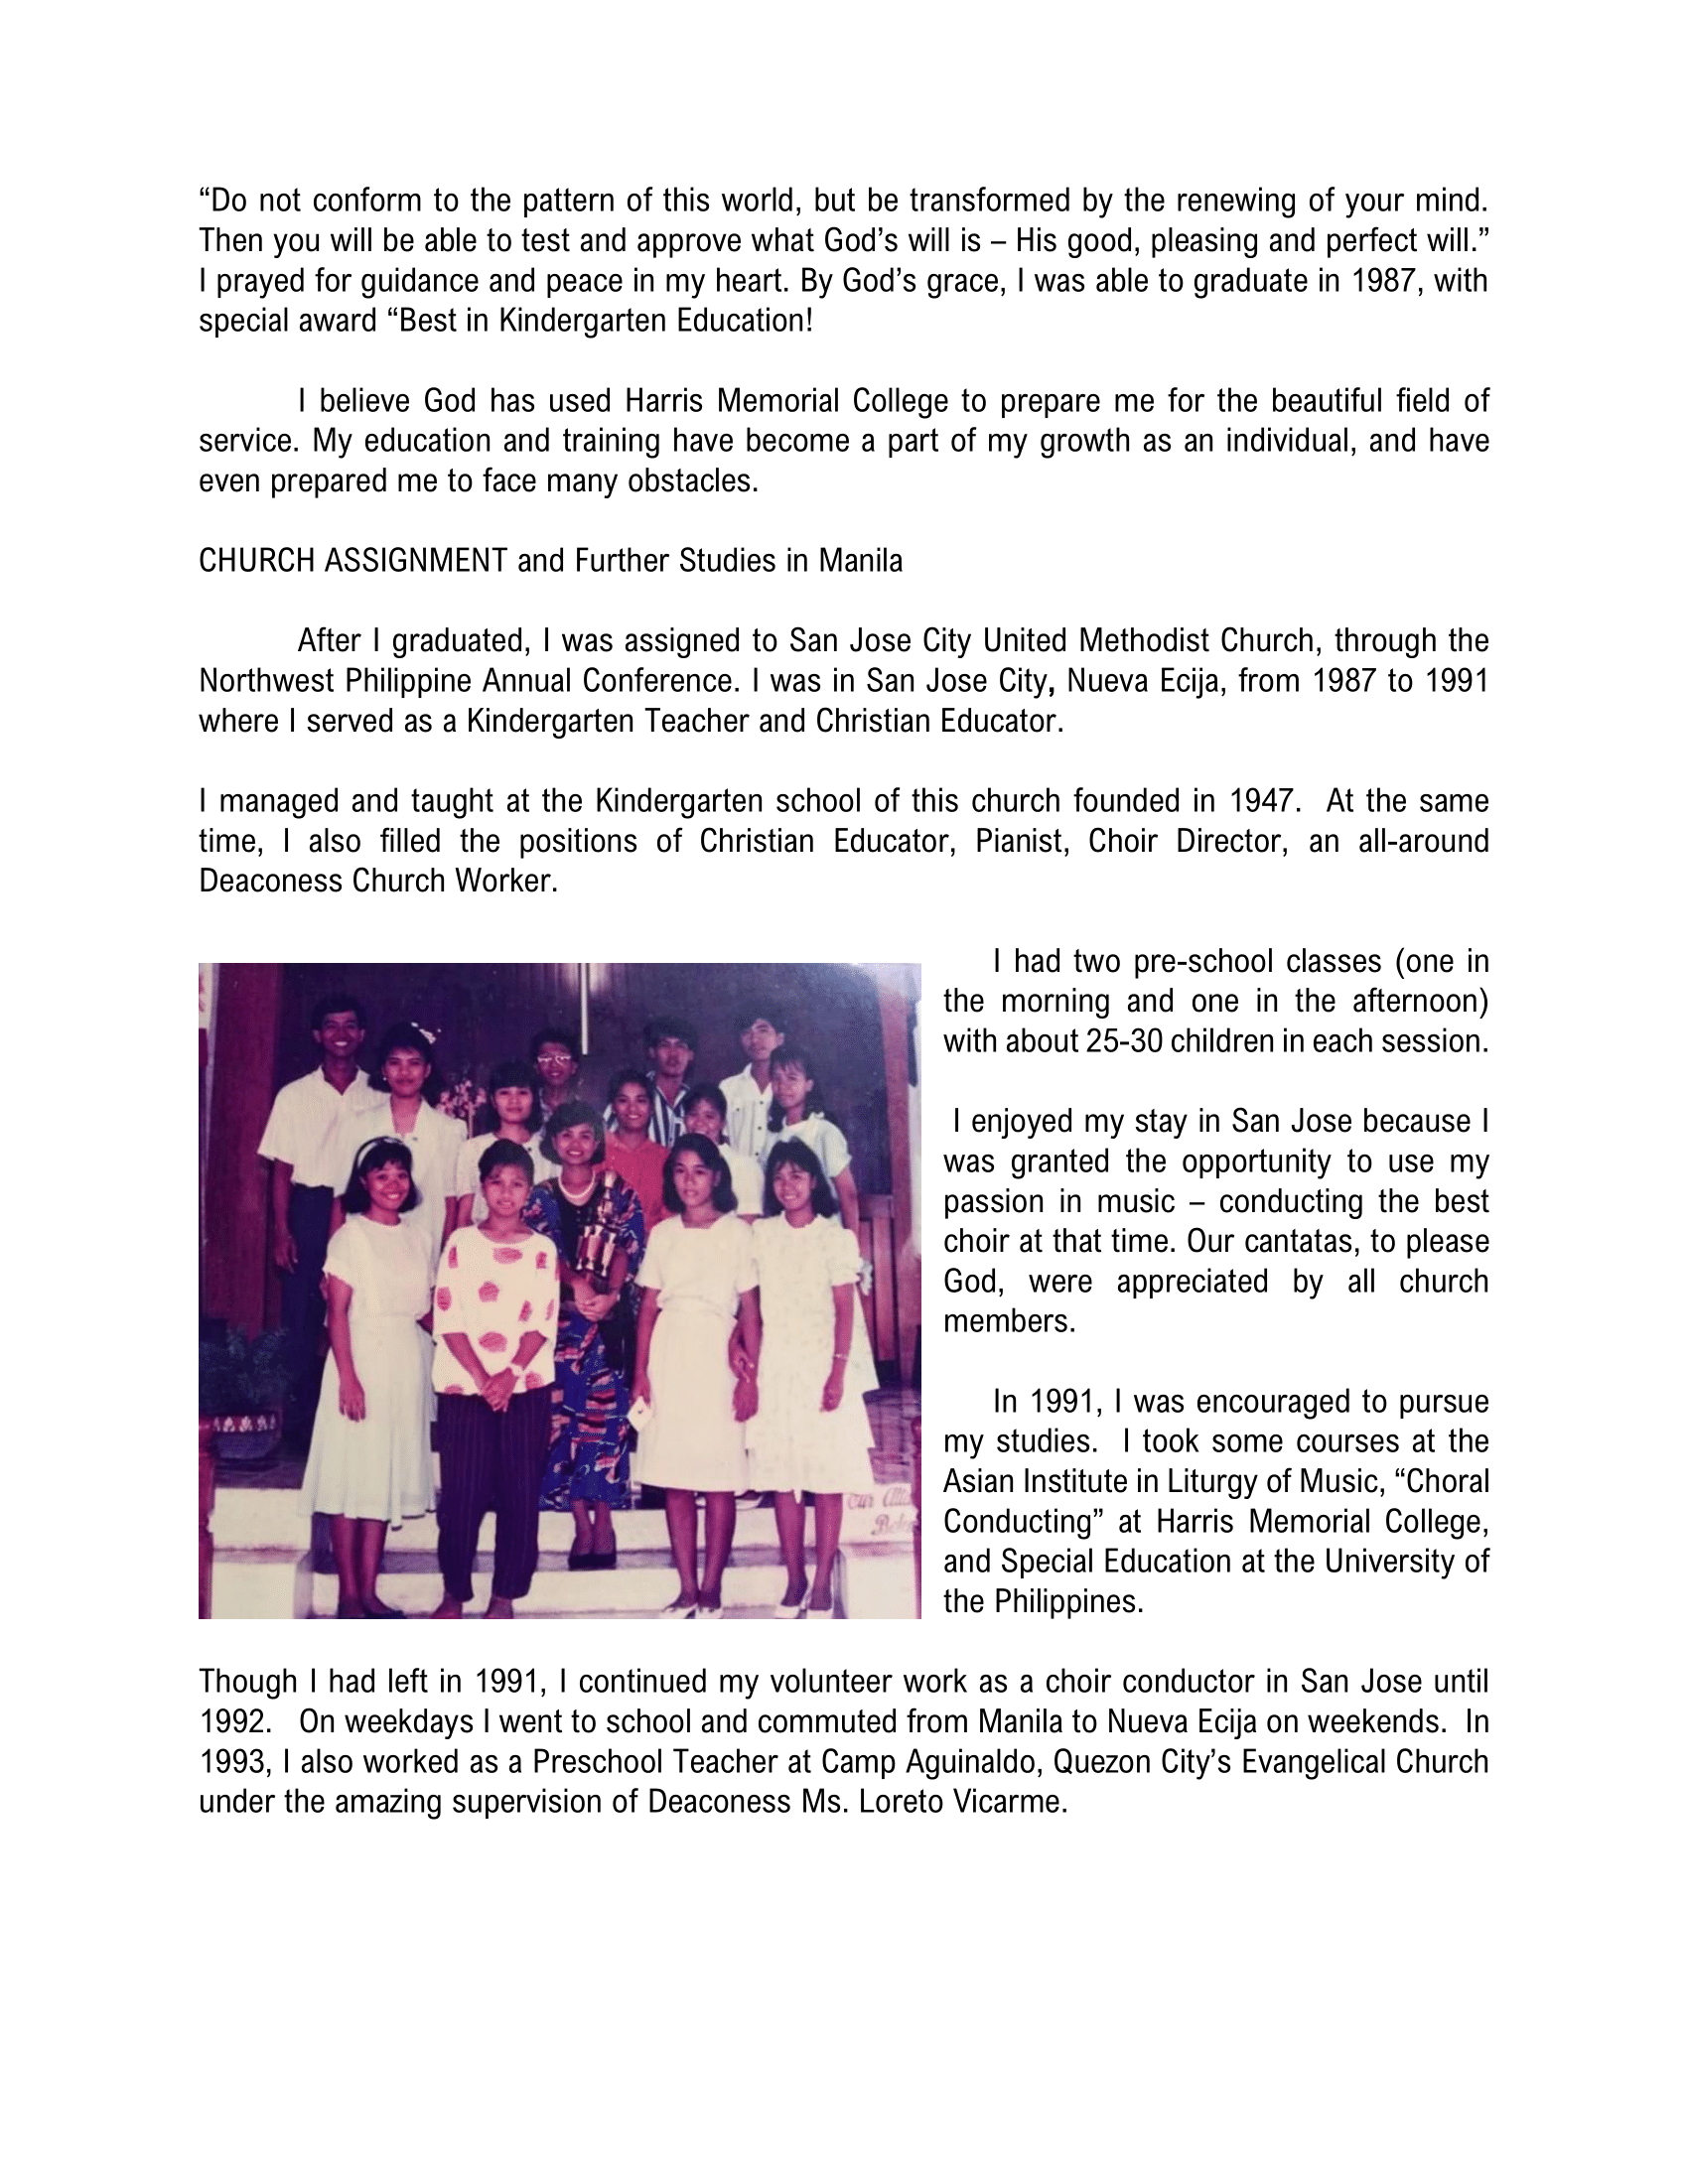 “Do not conform to the pattern of this world, but be transformed by the renewing of your mind.
Then you will be able to test and approve what God’s will is – His good, pleasing and perfect will.”
I prayed for guidance and peace in my heart. By God’s grace, I was able to graduate in 1987, with
special award “Best in Kindergarten Education!
I believe God has used Harris Memorial College to prepare me for the beautiful field of
service. My education and training have become a part of my growth as an individual, and have
even prepared me to face many obstacles.
CHURCH ASSIGNMENT and Further Studies in Manila
After I graduated, I was assigned to San Jose City United Methodist Church, through the
Northwest Philippine Annual Conference. I was in San Jose City, Nueva Ecija, from 1987 to 1991
where I served as a Kindergarten Teacher and Christian Educator.
I managed and taught at the Kindergarten school of this church founded in 1947. At the same
time, I also filled the positions of Christian Educator, Pianist, Choir Director, an all-around
Deaconess Church Worker.
I had two pre-school classes (one in
the morning and one in the afternoon)
with about 25-30 children in each session.
I enjoyed my stay in San Jose because I
was granted the opportunity to use my
passion in music – conducting the best
choir at that time. Our cantatas, to please
God, were appreciated by all church
members.
In 1991, I was encouraged to pursue
my studies. I took some courses at the
Asian Institute in Liturgy of Music, “Choral
Conducting” at Harris Memorial College,
and Special Education at the University of
the Philippines.
Our
Though I had left in 1991, I continued my volunteer work as a choir conductor in San Jose until
1992. On weekdays I went to school and commuted from Manila to Nueva Ecija on weekends. In
1993, I also worked as a Preschool Teacher at Camp Aguinaldo, Quezon City’s Evangelical Church
under the amazing supervision of Deaconess Ms. Loreto Vicarme.